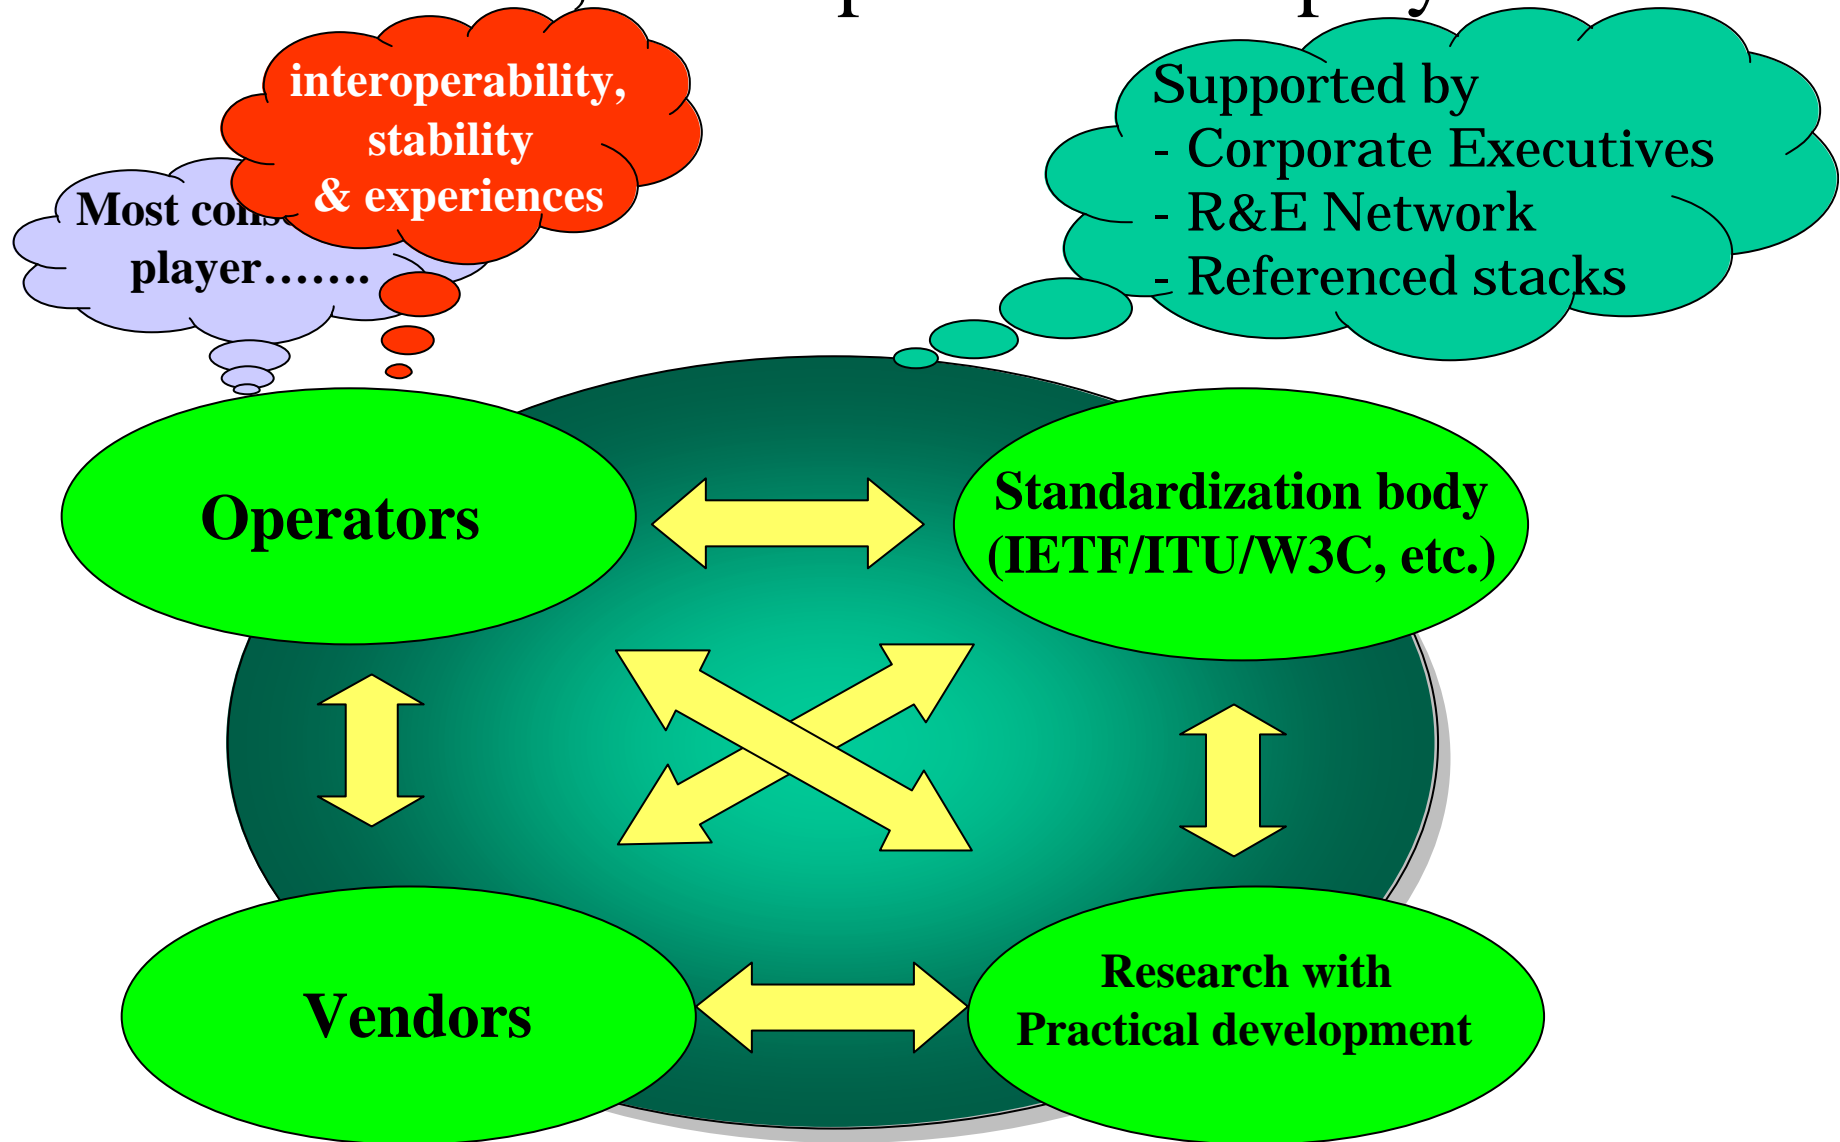 interoperability,
stability
& experiences
Most
player…….
Supported by
- Corporate Executives
- R&E Network
- Referenced stacks
Operators
Standardization body
(IETF/ITU/W3C, etc.)
Vendors
Research with
Practical development